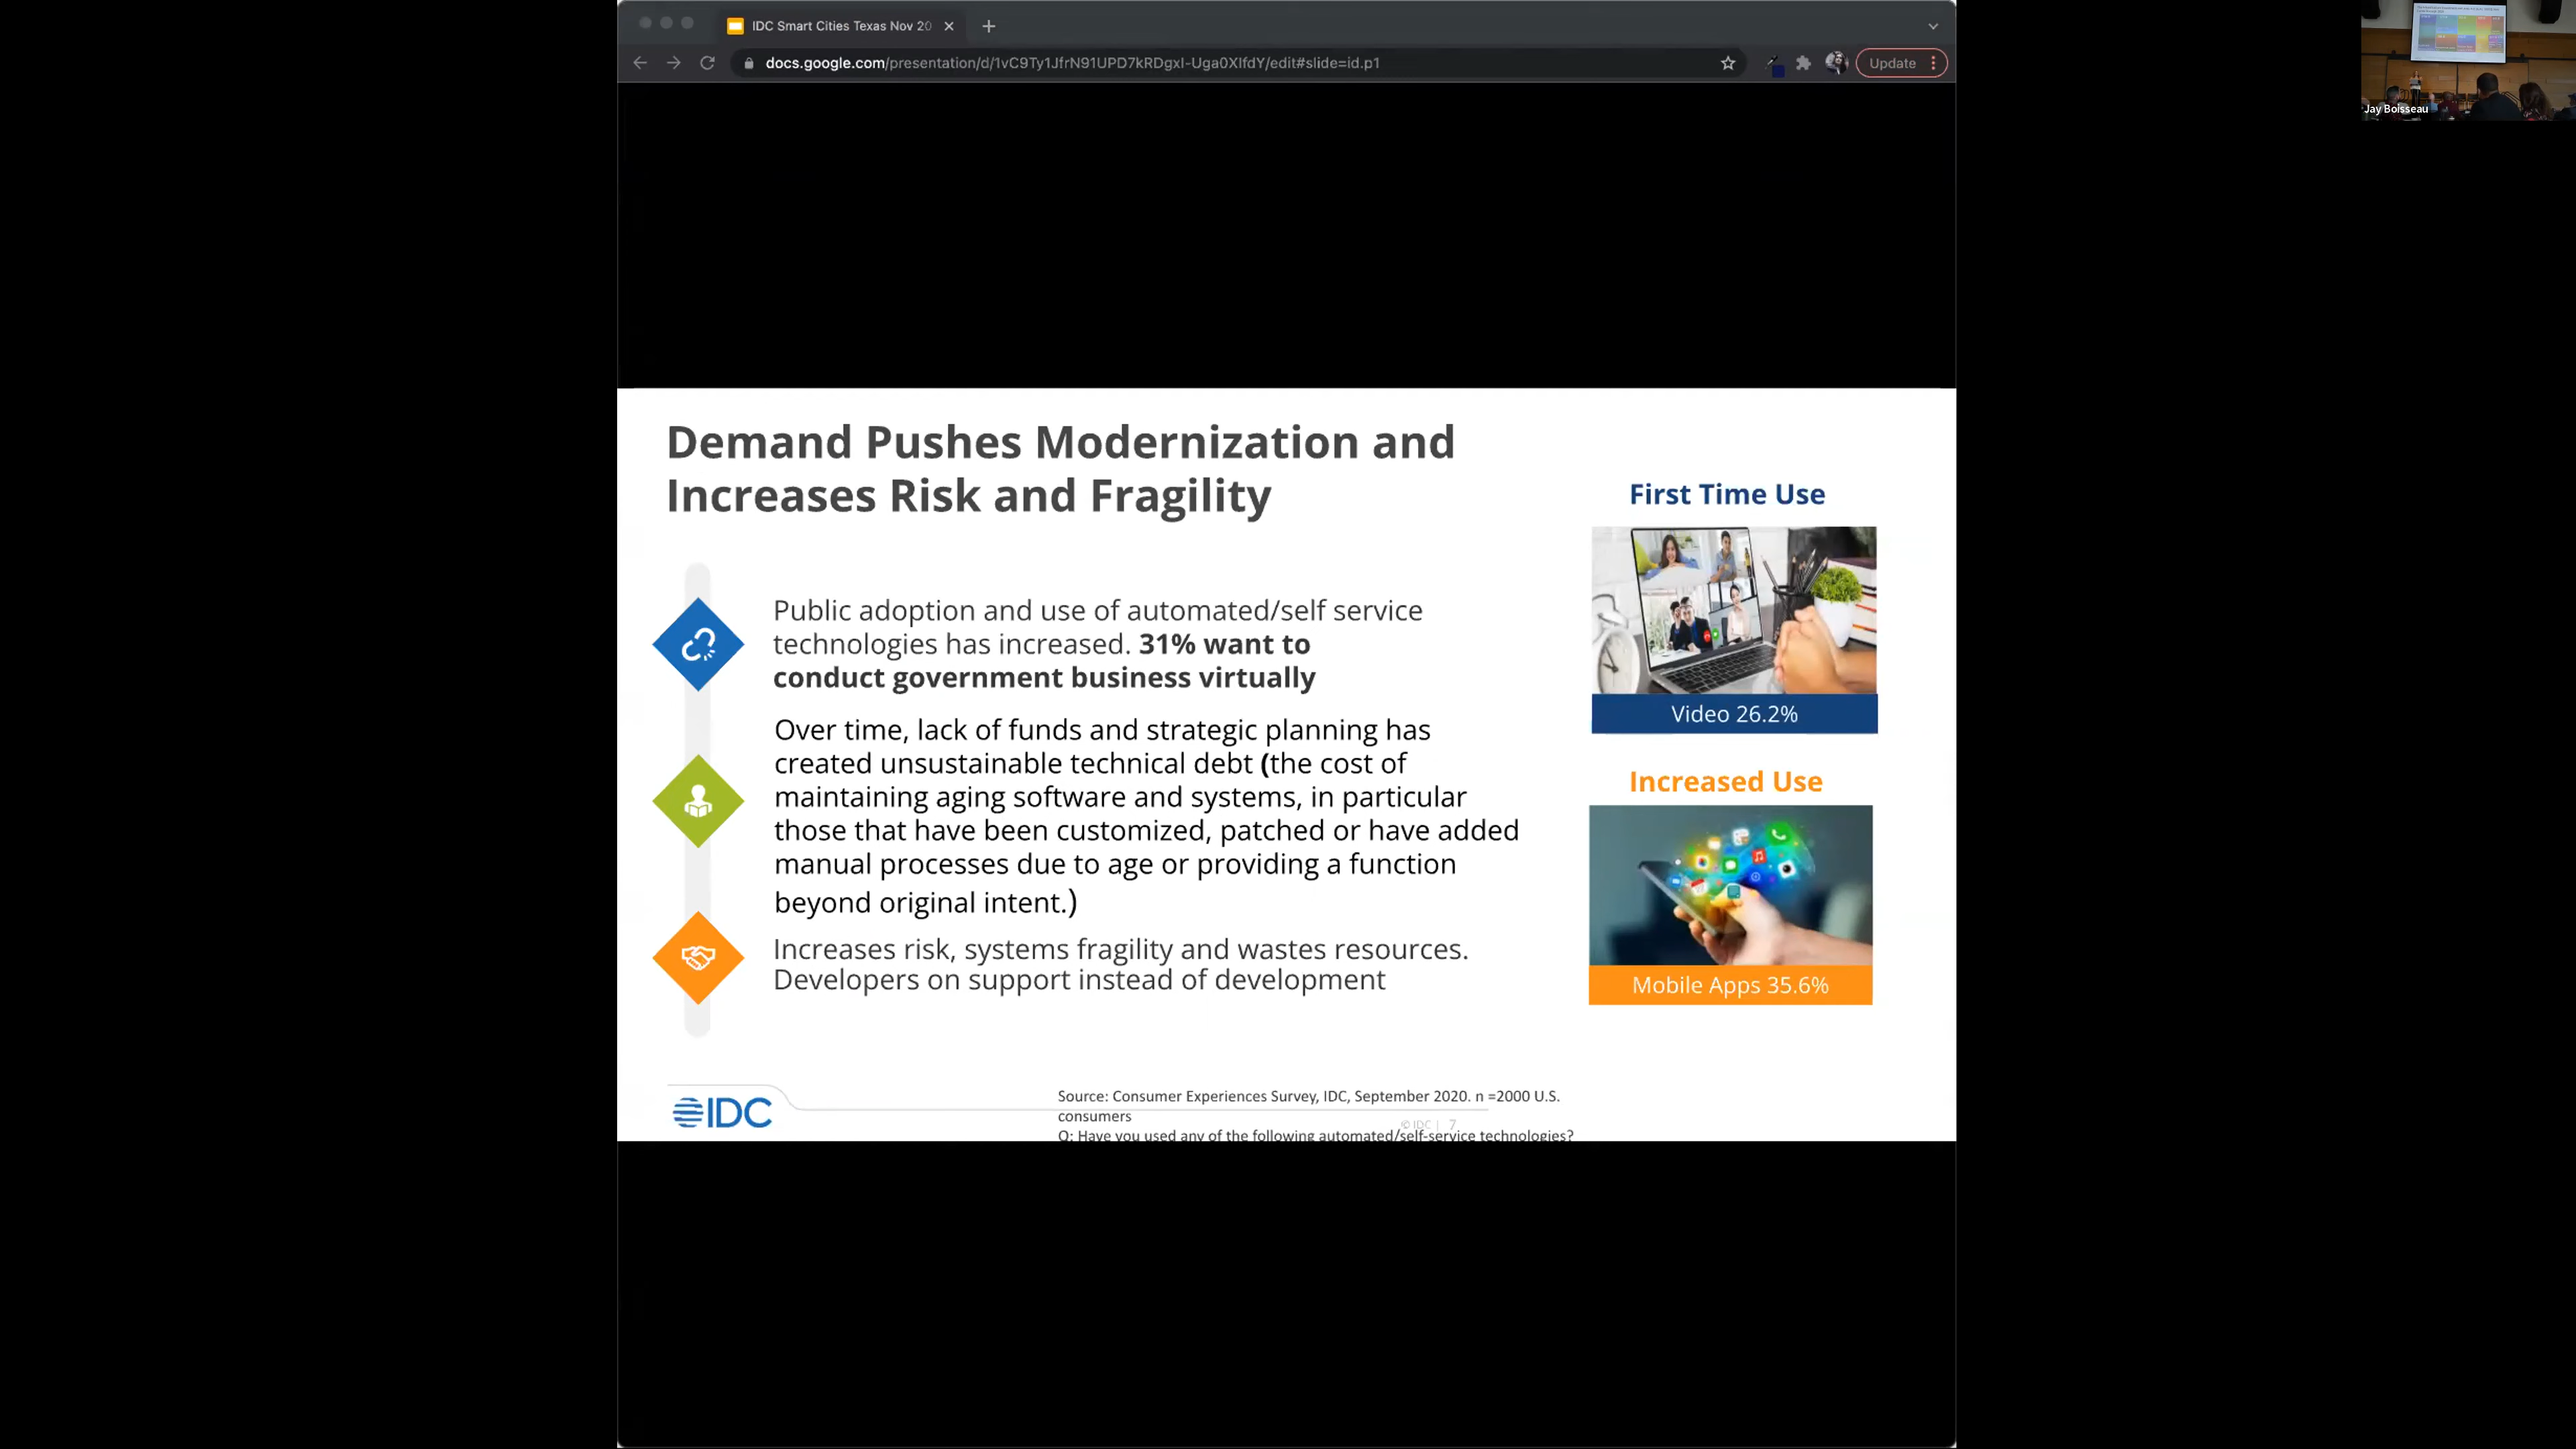 IDC Smart Cities Texas Nov 20
docs.google.com/presentation/d/1vC9Ty1JfrN91UPD7kRDgxI-Uga0XIfdY/edit#slide=id.p1
Update
Jay Boisseau
Demand Pushes Modernization and
Increases Risk and Fragility
Public adoption and use of automated/self service
technologies has increased. 31% want to
conduct government business virtually
Over time, lack of funds and strategic planning has
created unsustainable technical debt (the cost of
maintaining aging software and systems, in particular
those that have been customized, patched or have added
manual processes due to age or providing a function
beyond original intent.)
Increases risk, systems fragility and wastes resources.
Developers on support instead of development
First Time Use
Video 26.2%
Increased Use
Mobile Apps 35.6%
IDC
Source: Consumer Experiences Survey, IDC, September 2020. n =2000 U.S.
consumers
© IDC | 7
Q: Have you used any of the following automated/self-service technologies?